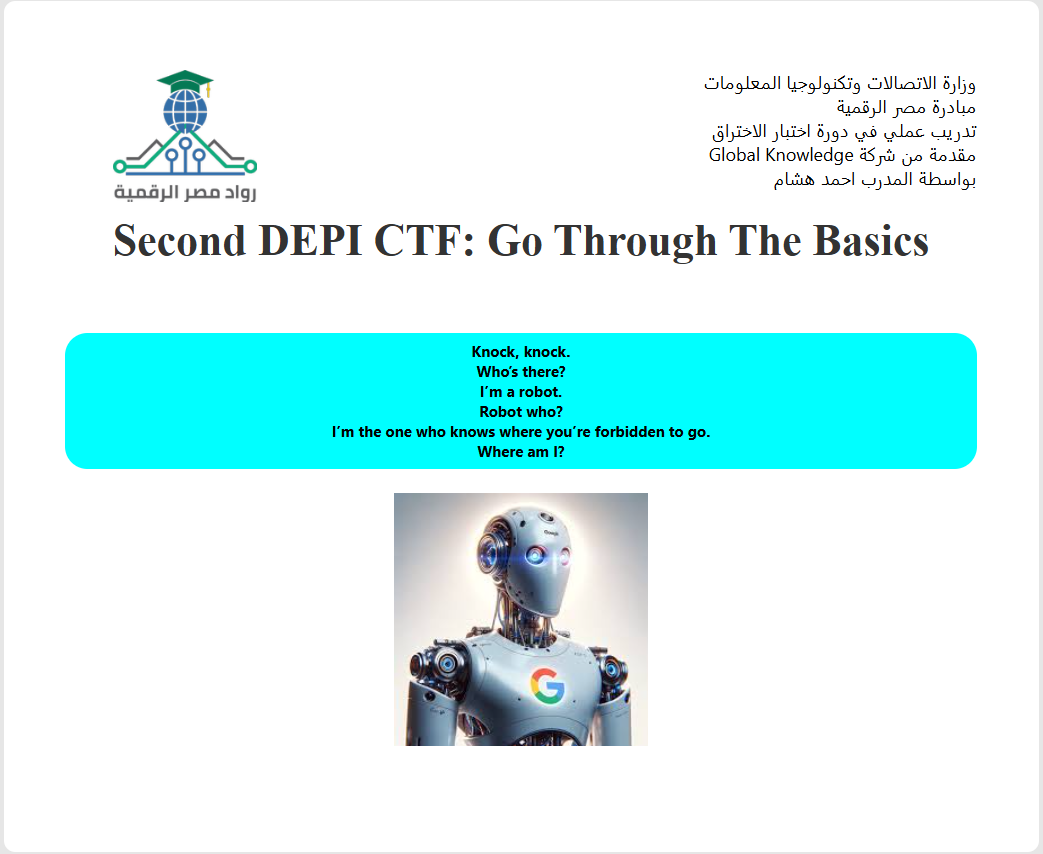 وزارة الاتصالات وتكنولوجيا المعلومات
مبادرة مصر الرقمية
تدريب عملي في دورة اختبار الاختراق
مقدمة من شركة Global Knowledge
بواسطة المدرب احمد هشام
رواد مصر الرقمية
Second DEPI CTF: Go Through The Basics
Knock, knock.
Who’s there?
I’m a robot.
Robot who?
I’m the one who knows where you’re forbidden to go.
Where am I?
G